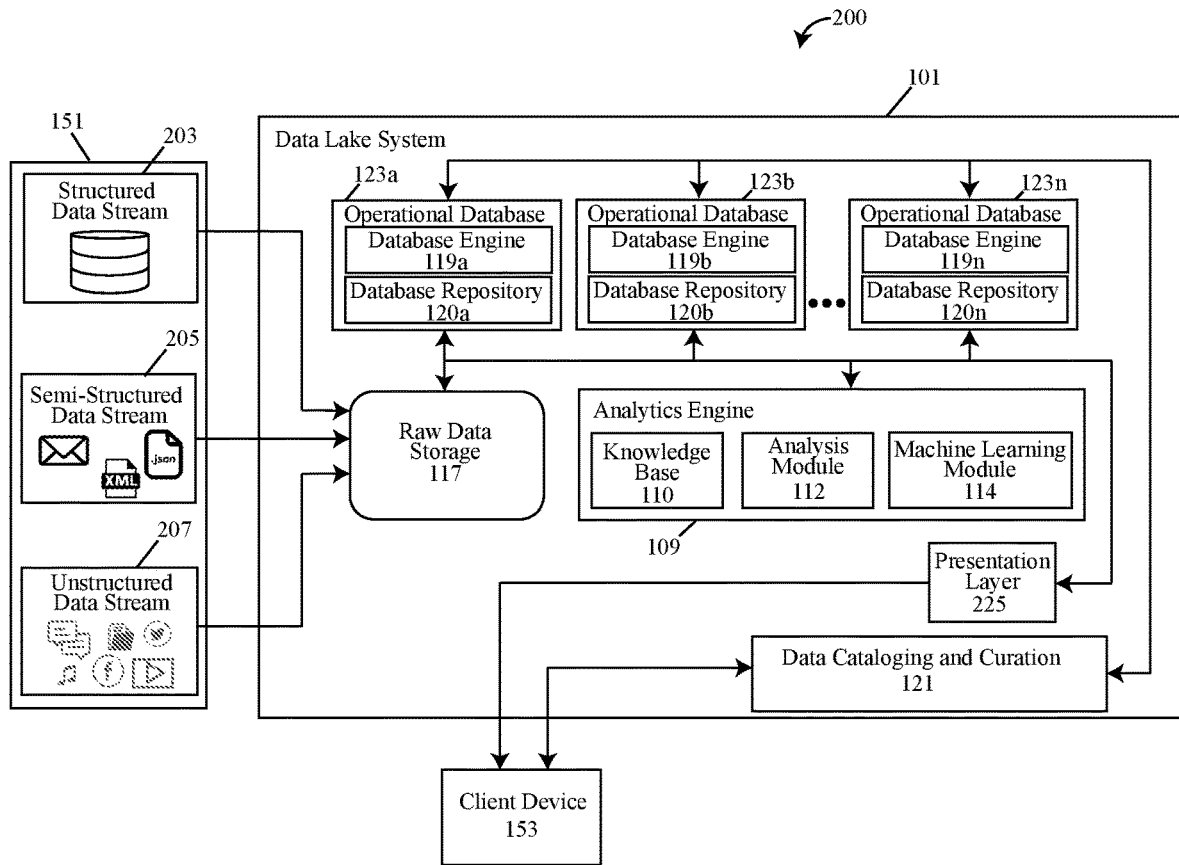 200
101
151
203
Structured
Data Stream
205
Semi-Structured
Data Stream
.json
XML
207
Unstructured
Data Stream
Data Lake System
123a
Operational Database
Database Engine
119a
Database Repository
120a
123b
Operational Database
Database Engine
119b
Database Repository
120b
123n
Operational Database
Database Engine
119n
Database Repository
120n
Raw Data
Storage
117
Analytics Engine
Knowledge
Base
110
Analysis
Module
112
Machine Learning
Module
114
109
Presentation
Layer
225
Data Cataloging and Curation
121
Client Device
153